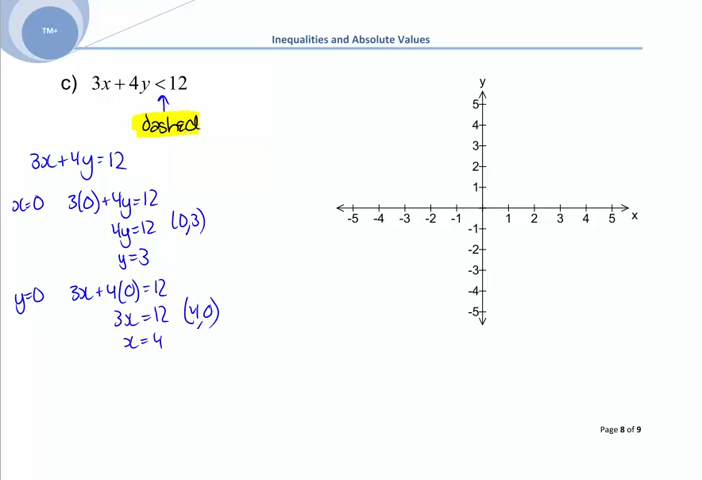 TM+
Inequalities and Absolute Values
c) 3x + 4y < 12
dashed
3x+4y=12
x=0 3(0)+4y=12
4y=12 (0,3)
y=3
y=0 3x+4(0)=12
3x=12 (4,0)
x=4
y
5
4
3
2
1
-5 -4 -3 -2 -1 1 2 3 4 5 x
-1
-2
-3
-4
-5
Page 8 of 9